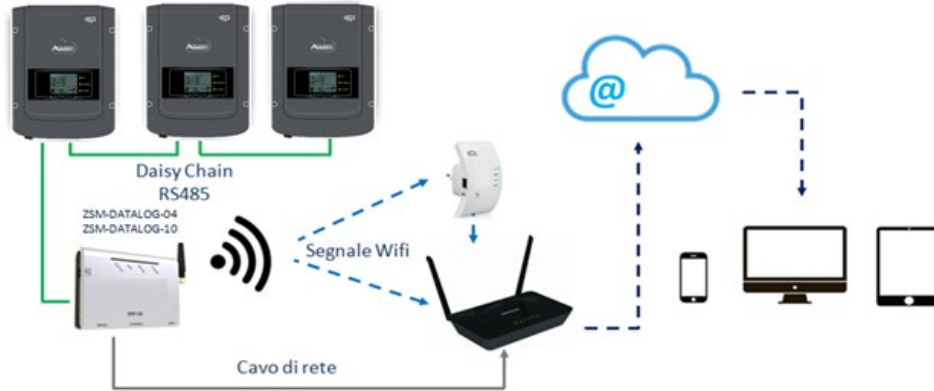 Daisy Chain
RS485
ZSM-DATALOG-04
ZSM-DATALOG-10
Segnale Wifi
@
Cavo di rete